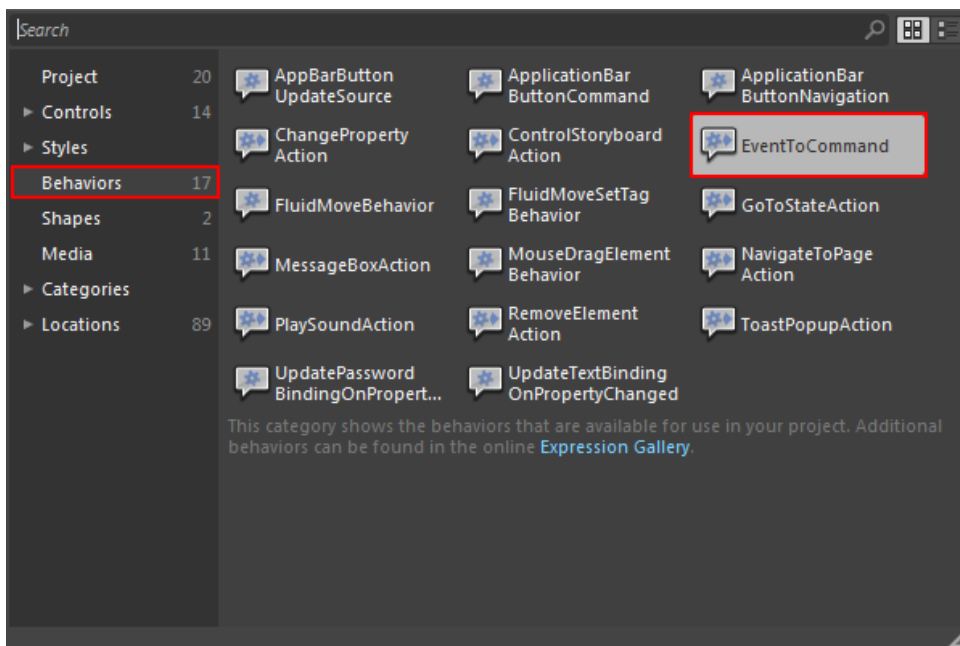 Search
Project 20
Controls 14
Styles
Behaviors 17
Shapes 2
Media 11
Categories
Locations 89
AppBarButton
UpdateSource
ApplicationBar
ButtonCommand
ApplicationBar
ButtonNavigation
ChangeProperty
Action
ControlStoryboard
Action
EventToCommand
FluidMoveBehavior
FluidMoveSetTag
Behavior
GoToStateAction
MessageBoxAction
MouseDragElement
Behavior
NavigateToPage
Action
PlaySoundAction
RemoveElement
Action
ToastPopupAction
UpdatePassword
BindingOnPropert...
UpdateTextBinding
OnPropertyChanged
This category shows the behaviors that are available for use in your project. Additional
behaviors can be found in the online Expression Gallery.